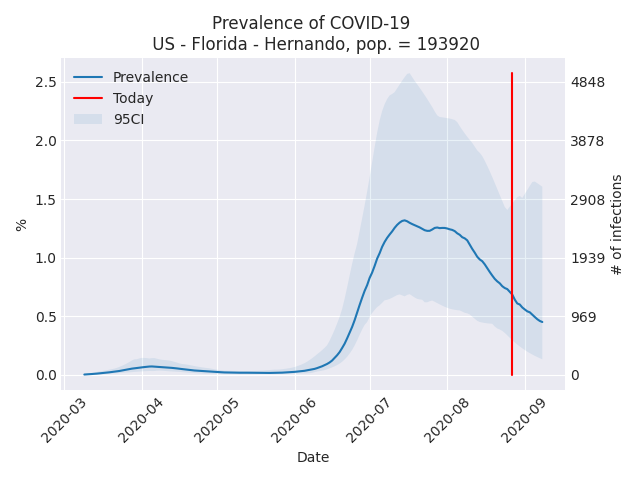 Prevalence of COVID-19
US - Florida - Hernando, pop. = 193920
Prevalence
Today
95CI
2.5
2.0
1.5
1.0
0.5
0.0
%
4848
3878
2908
1939
969
0
# of infections
2020-03
2020-04
2020-05
2020-06
2020-07
2020-08
2020-09
Date